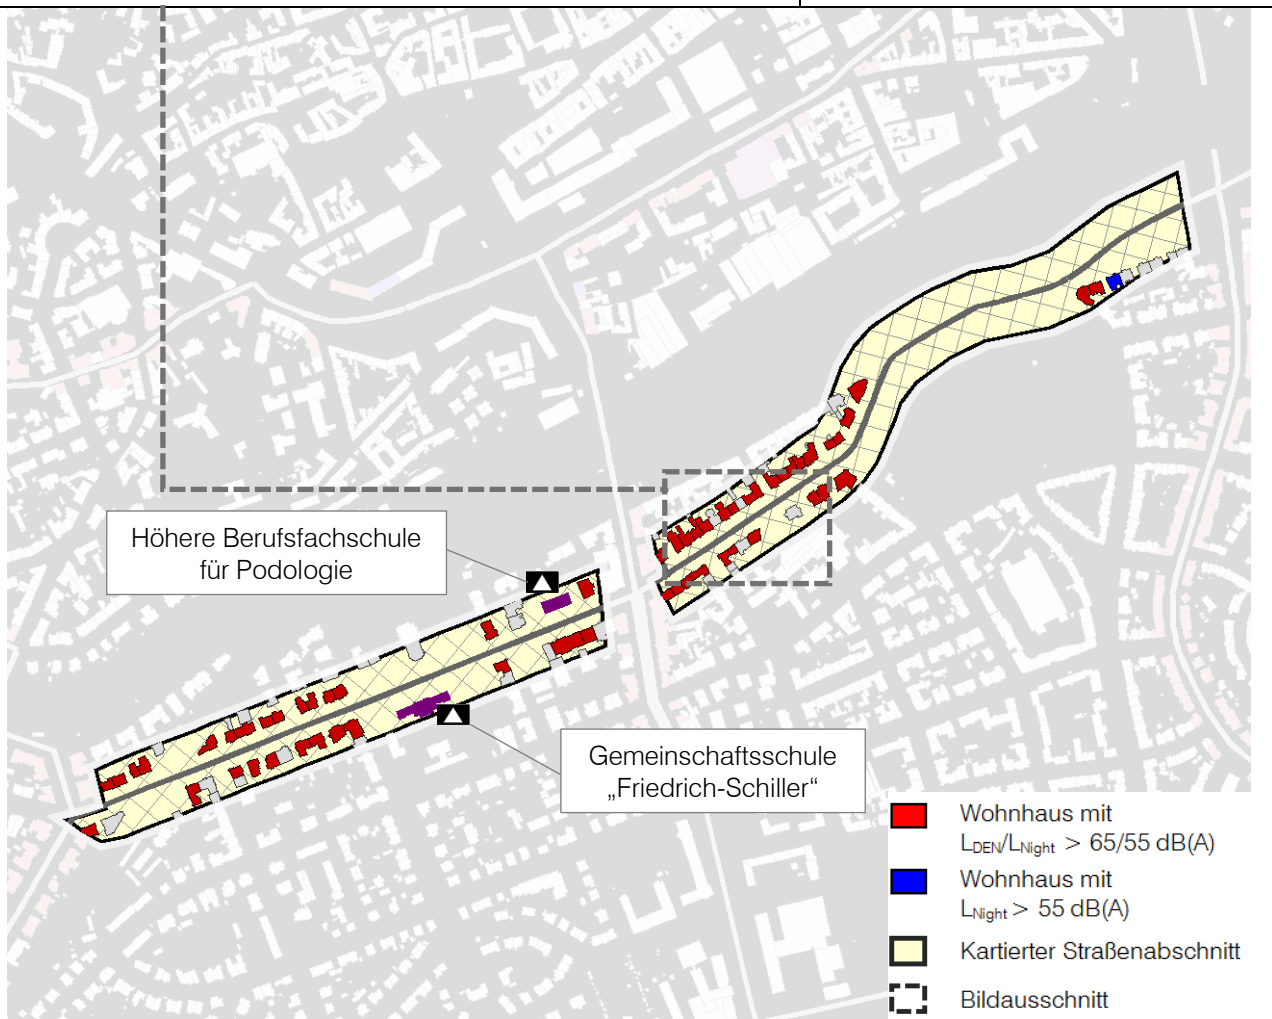 Höhere Berufsfachschule
für Podologie
Gemeinschaftsschule
„Friedrich-Schiller“
Wohnhaus mit
LDEN/LNight > 65/55 dB(A)
Wohnhaus mit
LNight > 55 dB(A)
Kartierter Straßenabschnitt
Bildausschnitt